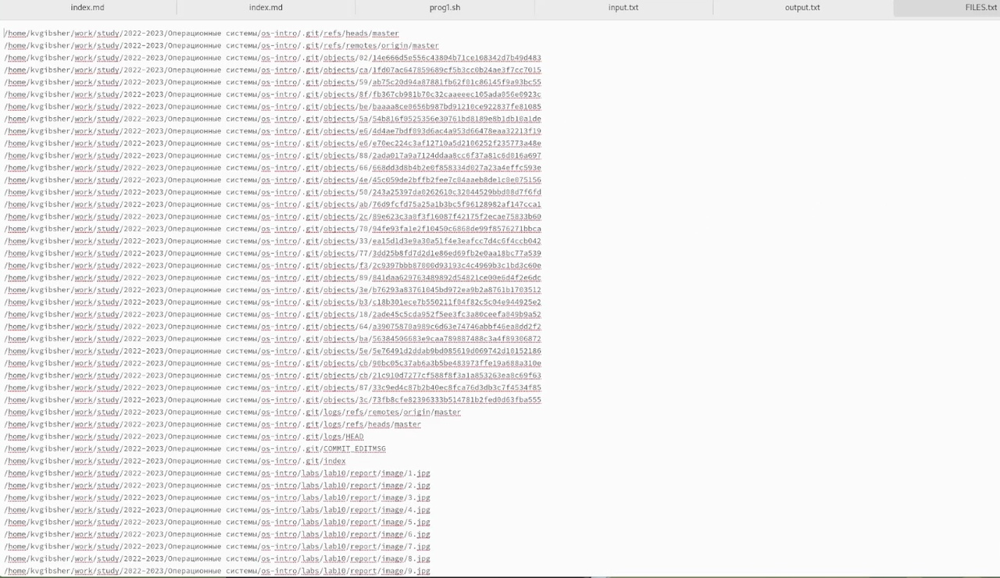 index.md
index.md
prog1.sh
input.txt
output.txt
FILES.txt
/home/kvgibsher/work/study/2022-2023/Операционные системы/os-intro/.git/refs/heads/master
/home/kvgibsher/work/study/2022-2023/Операционные системы/os-intro/.git/refs/remotes/origin/master
/home/kvgibsher/work/study/2022-2023/Операционные системы/os-intro/.git/objects/02/14e666d5e556c43804b71ce108342d7b49d483
/home/kvgibsher/work/study/2022-2023/Операционные системы/os-intro/.git/objects/ca/1fd07ac647859689cf5b3cc0b24ae3f7cc7015
/home/kvgibsher/work/study/2022-2023/Операционные системы/os-intro/.git/objects/59/ab75c20d94a87881fb62f01c86145f9a93bc55
/home/kvgibsher/work/study/2022-2023/Операционные системы/os-intro/.git/objects/8f/fb367cb981b70c32caaeeec105ada056e0923c
/home/kvgibsher/work/study/2022-2023/Операционные системы/os-intro/.git/objects/be/baaaa8ce0656b987bd91210ce922837fe81085
/home/kvgibsher/work/study/2022-2023/Операционные системы/os-intro/.git/objects/5a/54b816f0525356e30761bd8189e8b1db10a1de
/home/kvgibsher/work/study/2022-2023/Операционные системы/os-intro/.git/objects/e6/4d4ae7bdf093d6ac4a953d66478eaa32213f19
/home/kvgibsher/work/study/2022-2023/Операционные системы/os-intro/.git/objects/e6/e70ec224c3af12710a5d2106252f235773a48e
/home/kvgibsher/work/study/2022-2023/Операционные системы/os-intro/.git/objects/88/2ada017a9a7124ddaa8cc6f37a81c6d016a697
/home/kvgibsher/work/study/2022-2023/Операционные системы/os-intro/.git/objects/66/668dd3d8b4b2e0f858334d027a23a4effc593e
/home/kvgibsher/work/study/2022-2023/Операционные системы/os-intro/.git/objects/4e/45c059de2bffb2fee7c04aaeb8de1c0e075156
/home/kvgibsher/work/study/2022-2023/Операционные системы/os-intro/.git/objects/50/243a25397da0262610c32044529bbd08d7f6fd
/home/kvgibsher/work/study/2022-2023/Операционные системы/os-intro/.git/objects/ab/76d9fcfd75a25a1b3bc5f96128982af147cca1
/home/kvgibsher/work/study/2022-2023/Операционные системы/os-intro/.git/objects/2c/89e623c3a0f3f16087f42175f2ecae75833b60
/home/kvgibsher/work/study/2022-2023/Операционные системы/os-intro/.git/objects/70/94fe93fa1e2f10450c6868de99f8576271bbca
/home/kvgibsher/work/study/2022-2023/Операционные системы/os-intro/.git/objects/33/ea15d1d3e9a30a51f4e3eafcc7d4c6f4ccb042
/home/kvgibsher/work/study/2022-2023/Операционные системы/os-intro/.git/objects/77/3dd25b8fd7d2d1e86ed69fb2e0aa18bc77a539
/home/kvgibsher/work/study/2022-2023/Операционные системы/os-intro/.git/objects/f3/2c9397bbb87000d93193c4c4969b3c1bd3c60e
/home/kvgibsher/work/study/2022-2023/Операционные системы/os-intro/.git/objects/89/841daa629763489892d54821ce00e6d4f2e6dc
/home/kvgibsher/work/study/2022-2023/Операционные системы/os-intro/.git/objects/3e/b76293a83761045bd972ea9b2a8761b1703512
/home/kvgibsher/work/study/2022-2023/Операционные системы/os-intro/.git/objects/b3/c18b301ece7b550211f04f82c5c04e944925e2
/home/kvgibsher/work/study/2022-2023/Операционные системы/os-intro/.git/objects/18/2ade45c5cda952f5ee3fc3a80ceefa049b9a52
/home/kvgibsher/work/study/2022-2023/Операционные системы/os-intro/.git/objects/64/a39075870a989c6d63e74746abbf46ea8dd2f2
/home/kvgibsher/work/study/2022-2023/Операционные системы/os-intro/.git/objects/ba/56384506683e9caa789887488c3a4f89306872
/home/kvgibsher/work/study/2022-2023/Операционные системы/os-intro/.git/objects/5e/5e76491d2ddab9bd085619d069742d10152186
/home/kvgibsher/work/study/2022-2023/Операционные системы/os-intro/.git/objects/cb/90bc05c37ab6a3b5be483973ffe19a688a310e
/home/kvgibsher/work/study/2022-2023/Операционные системы/os-intro/.git/objects/cb/21c910d7277cf588f8f3a1a853263ea8c69f63
/home/kvgibsher/work/study/2022-2023/Операционные системы/os-intro/.git/objects/87/33c9ed4c87b2b40ec8fca76d3db3c7f4534f85
/home/kvgibsher/work/study/2022-2023/Операционные системы/os-intro/.git/objects/3c/73fb8cfe82396333b514781b2fed0d63fba555
/home/kvgibsher/work/study/2022-2023/Операционные системы/os-intro/.git/logs/refs/remotes/origin/master
/home/kvgibsher/work/study/2022-2023/Операционные системы/os-intro/.git/logs/refs/heads/master
/home/kvgibsher/work/study/2022-2023/Операционные системы/os-intro/.git/logs/HEAD
/home/kvgibsher/work/study/2022-2023/Операционные системы/os-intro/.git/COMMIT_EDITMSG
/home/kvgibsher/work/study/2022-2023/Операционные системы/os-intro/.git/index
/home/kvgibsher/work/study/2022-2023/Операционные системы/os-intro/labs/lab10/report/image/1.jpg
/home/kvgibsher/work/study/2022-2023/Операционные системы/os-intro/labs/lab10/report/image/2.jpg
/home/kvgibsher/work/study/2022-2023/Операционные системы/os-intro/labs/lab10/report/image/3.jpg
/home/kvgibsher/work/study/2022-2023/Операционные системы/os-intro/labs/lab10/report/image/4.jpg
/home/kvgibsher/work/study/2022-2023/Операционные системы/os-intro/labs/lab10/report/image/5.jpg
/home/kvgibsher/work/study/2022-2023/Операционные системы/os-intro/labs/lab10/report/image/6.jpg
/home/kvgibsher/work/study/2022-2023/Операционные системы/os-intro/labs/lab10/report/image/7.jpg
/home/kvgibsher/work/study/2022-2023/Операционные системы/os-intro/labs/lab10/report/image/8.jpg
/home/kvgibsher/work/study/2022-2023/Операционные системы/os-intro/labs/lab10/report/image/9.jpg